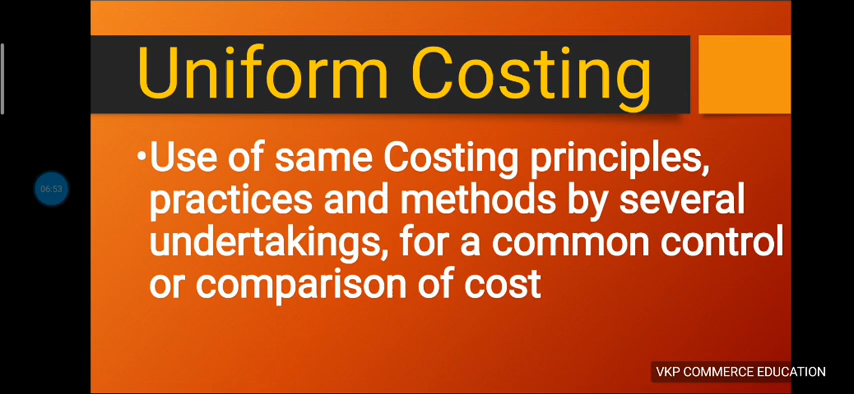 Uniform Costing
•Use of same Costing principles,
practices and methods by several
undertakings, for a common control
or comparison of cost
06:53
VKP COMMERCE EDUCATION